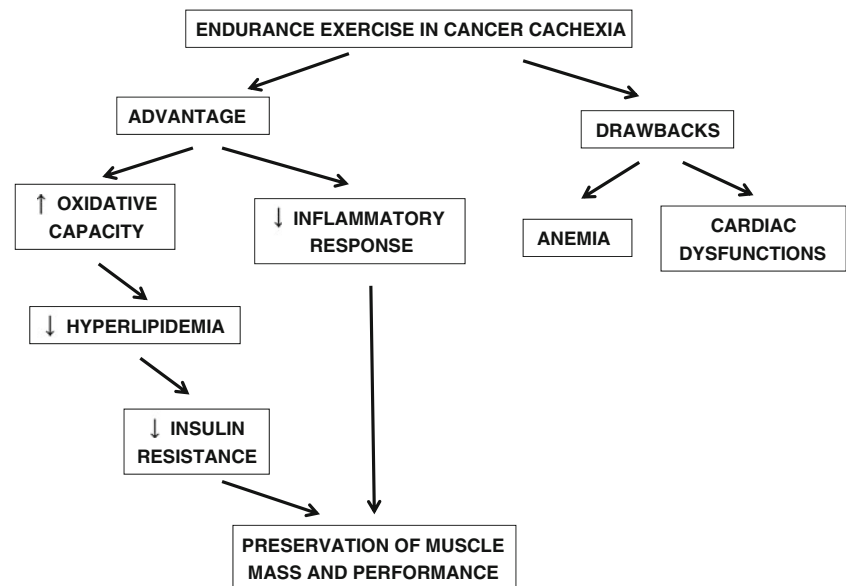 ENDURANCE EXERCISE IN CANCER CACHEXIA
ADVANTAGE
DRAWBACKS
↑ OXIDATIVE
CAPACITY
↓ INFLAMMATORY
RESPONSE
ANEMIA
CARDIAC
DYSFUNCTIONS
↓ HYPERLIPIDEMIA
↓ INSULIN
RESISTANCE
PRESERVATION OF MUSCLE
MASS AND PERFORMANCE